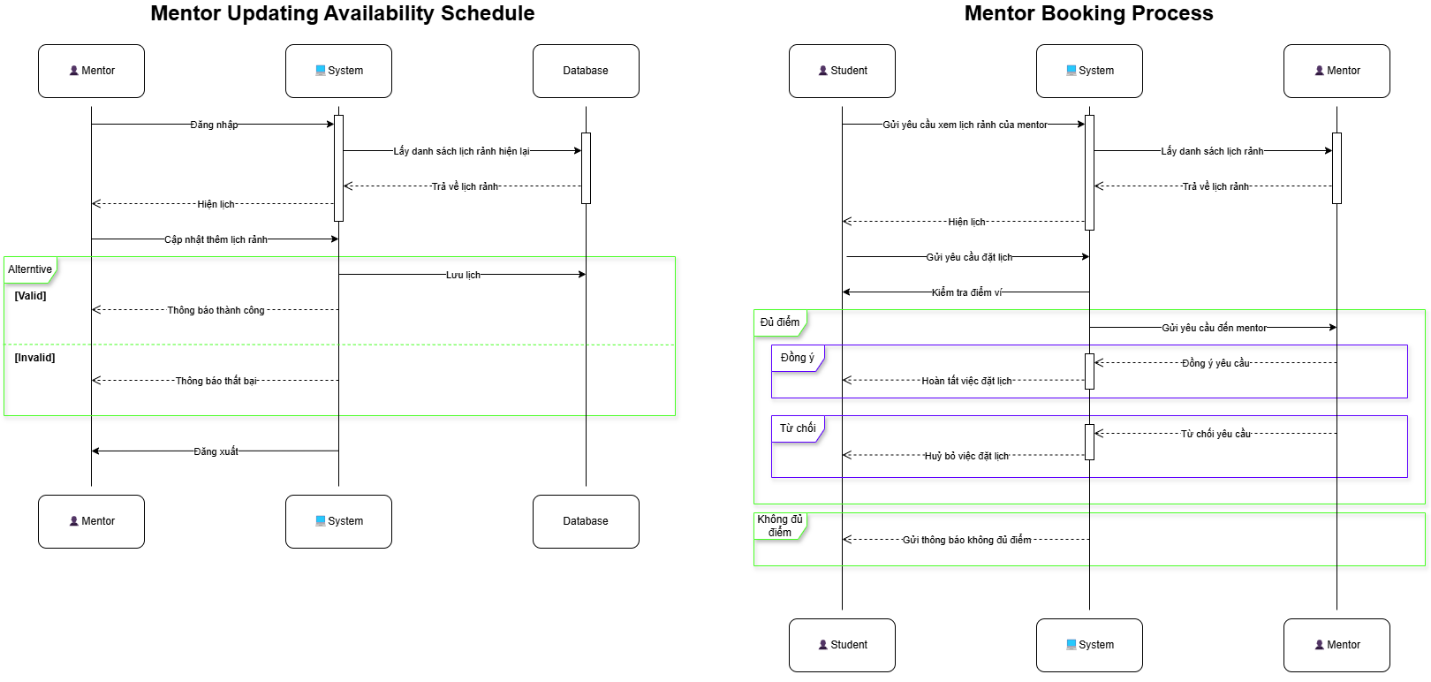 Mentor Updating Availability Schedule
Mentor
System
Database
Đăng nhập
Lấy danh sách lịch rảnh hiện lại
Trả về lịch rảnh
Hiện lịch
Cập nhật thêm lịch rảnh
Alterntive
Lưu lịch
[Valid]
Thông báo thành công
[Invalid]
Thông báo thất bại
Đăng xuất
Mentor
System
Database
Mentor Booking Process
Student
System
Mentor
Gửi yêu cầu xem lịch rảnh của mentor
Lấy danh sách lịch rảnh
Trả về lịch rảnh
Hiện lịch
Gửi yêu cầu đặt lịch
Kiểm tra điểm ví
Đủ điểm
Gửi yêu cầu đến mentor
Đồng ý
Đồng ý yêu cầu
Hoàn tất việc đặt lịch
Từ chối
Từ chối yêu cầu
Huỷ bỏ việc đặt lịch
Không đủ
điểm
Gửi thông báo không đủ điểm
Student
System
Mentor